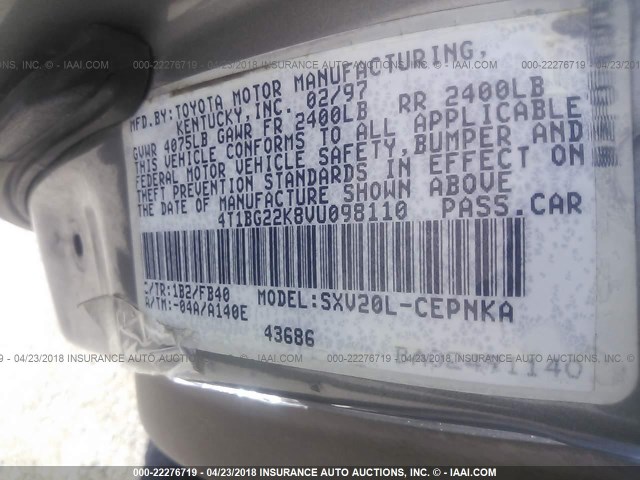 000-22276719 - 04/23/2018 INSURANCE AUTO AUCTIONS INC. - © IAAI.COM
MFD.BY:TOYOTA MOTOR MANUFACTURING,
KENTUCKY,INC. 02/97
GVWR 4075LB GAWR FR 2400LB RR 2400LB
THIS VEHICLE CONFORMS TO ALL APPLICABLE
FEDERAL MOTOR VEHICLE SAFETY,BUMPER AND
THEFT PREVENTION STANDARDS IN EFFECT ON
THE DATE OF MANUFACTURE SHOWN ABOVE
4T1BG22K8VU098110 PASS.CAR
C/TR:1B2/FB40 MODEL:SXV20L-CEPNKA
A/TM:-04A/A140E
43686
000-22276719 - 04/23/2018 INSURANCE AUTO AUCTIONS INC. - © IAAI.COM
000-22276719 - 04/23/2018 INSURANCE AUTO AUCTIONS INC. - © IAAI.COM